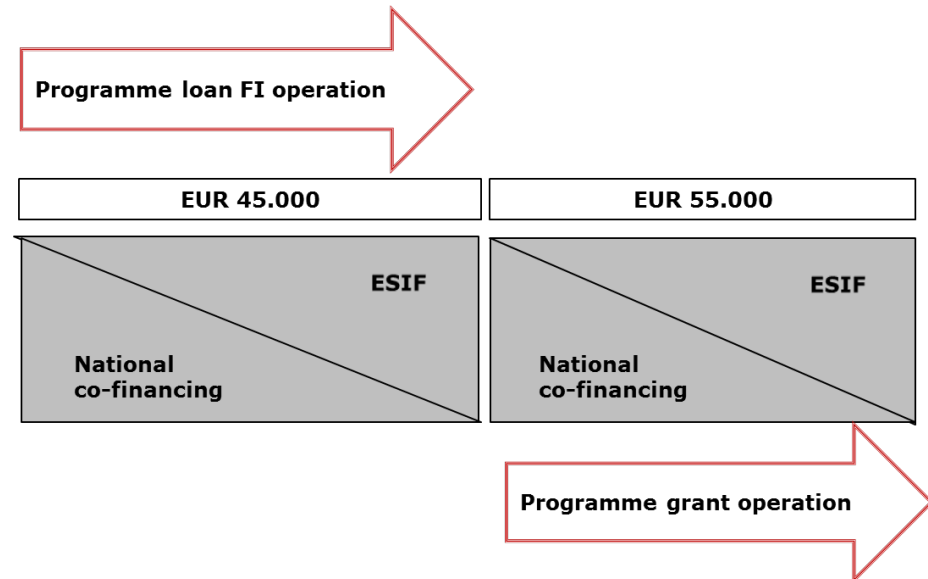 Programme loan FI operation
EUR 45.000
EUR 55.000
ESIF
National
co-financing
ESIF
National
co-financing
Programme grant operation